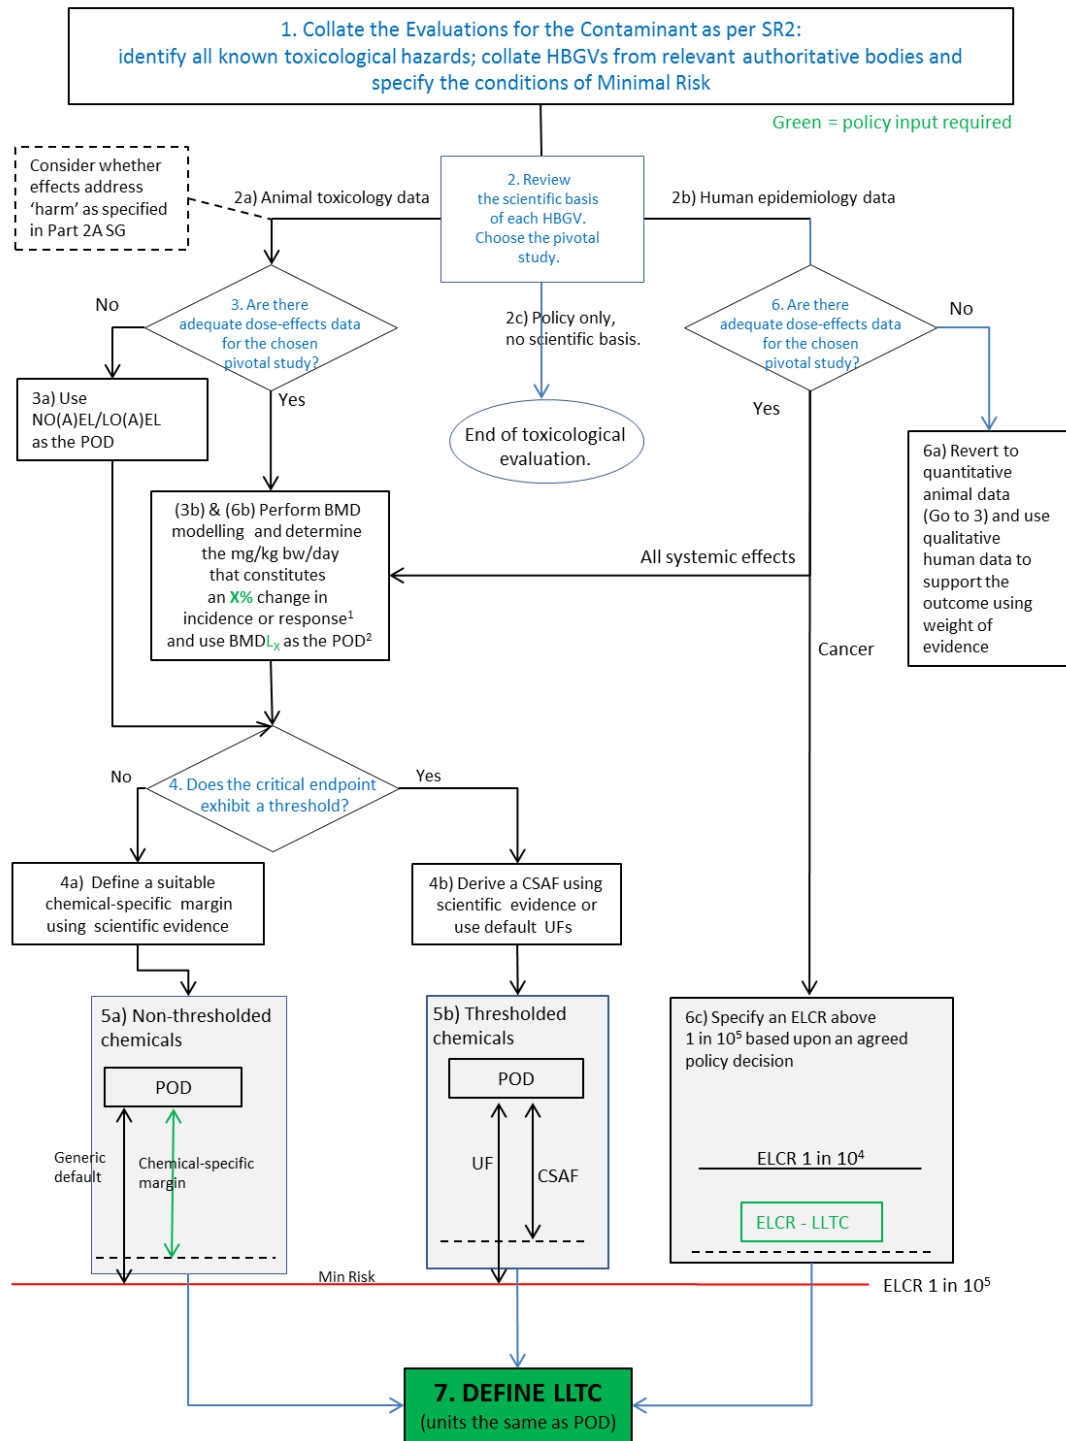 1. Collate the Evaluations for the Contaminant as per SR2:
identify all known toxicological hazards; collate HBGVs from relevant authoritative bodies and
specify the conditions of Minimal Risk
Green = policy input required
Consider whether
effects address
‘harm’ as specified
in Part 2A SG
2a) Animal toxicology data
2. Review
the scientific basis
of each HBGV.
Choose the pivotal
study.
2b) Human epidemiology data
No
3. Are there
adequate dose-effects data
for the chosen
pivotal study?
2c) Policy only,
no scientific basis.
6. Are there
adequate dose-effects data
for the chosen
pivotal study?
No
3a) Use
NO(A)EL/LO(A)EL
as the POD
Yes
End of toxicological
evaluation.
Yes
6a) Revert to
quantitative
animal data
(Go to 3) and use
qualitative
human data to
support the
outcome using
weight of
evidence
(3b) & (6b) Perform BMD
modelling and determine
the mg/kg bw/day
that constitutes
an X% change in
incidence or response¹
and use BMDLₓ as the POD²
All systemic effects
Cancer
No
4. Does the critical endpoint
exhibit a threshold?
Yes
4a) Define a suitable
chemical-specific margin
using scientific evidence
4b) Derive a CSAF using
scientific evidence or
use default UFs
5a) Non-thresholded
chemicals
POD
Generic
default
Chemical-specific
margin
5b) Thresholded
chemicals
POD
UF
CSAF
6c) Specify an ELCR above
1 in 10⁵ based upon an agreed
policy decision
ELCR 1 in 10⁴
ELCR - LLTC
Min Risk
ELCR 1 in 10⁵
7. DEFINE LLTC
(units the same as POD)